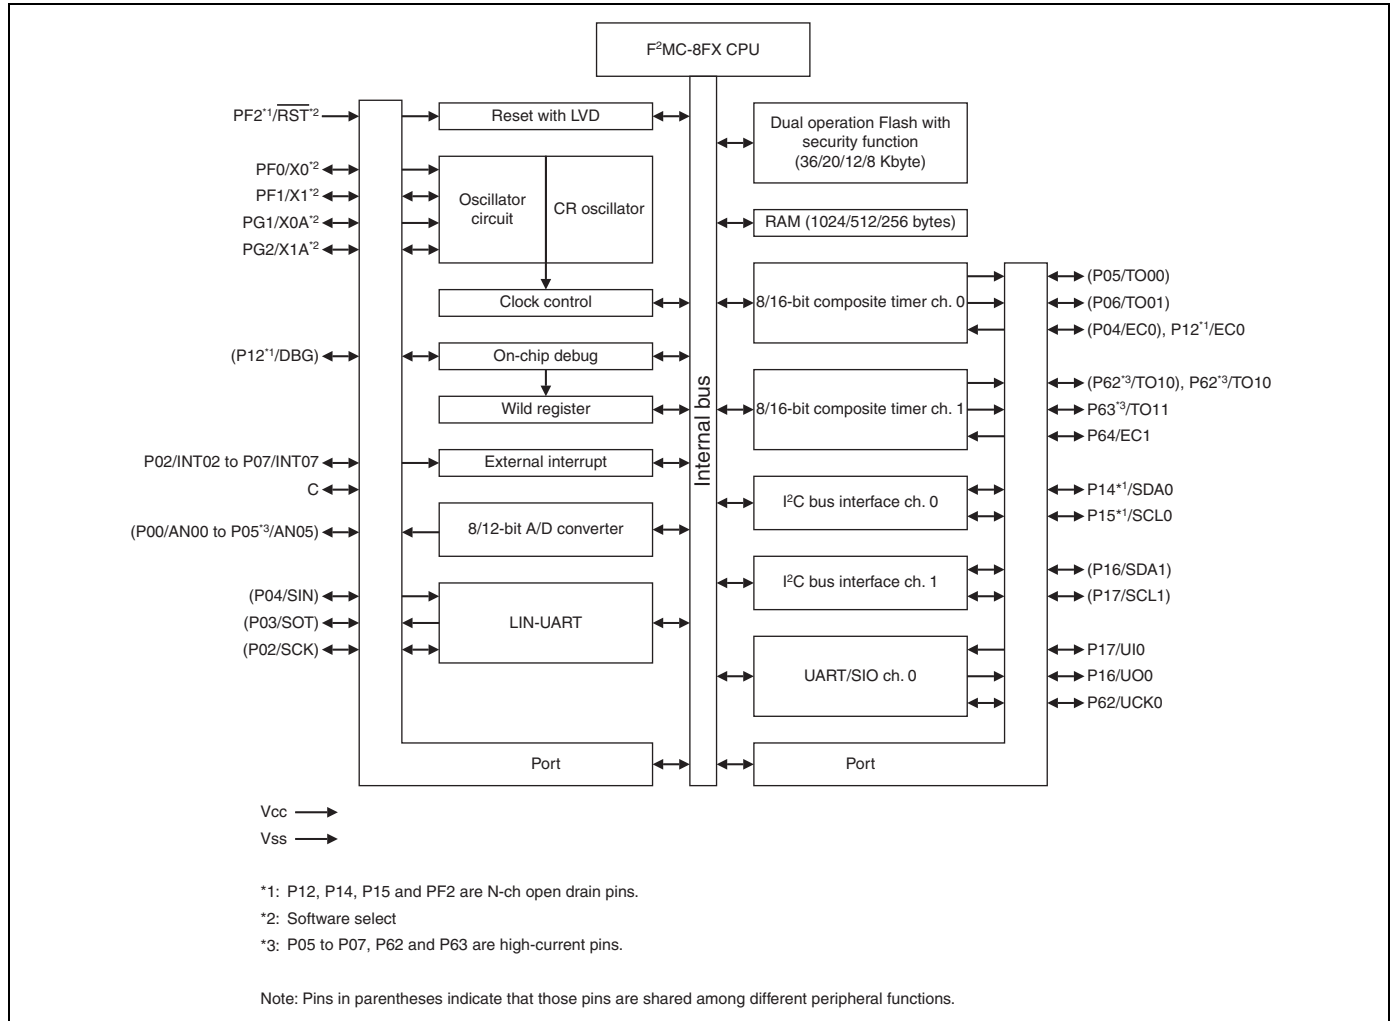 F²MC-8FX CPU
PF2*1/RST*2
Reset with LVD
Dual operation Flash with
security function
(36/20/12/8 Kbyte)
PF0/X0*2
PF1/X1*2
PG1/X0A*2
PG2/X1A*2
Oscillator
circuit
CR oscillator
RAM (1024/512/256 bytes)
Clock control
8/16-bit composite timer ch. 0
(P05/TO00)
(P06/TO01)
(P04/EC0), P12*1/EC0
(P12*1/DBG)
On-chip debug
Wild register
Internal bus
8/16-bit composite timer ch. 1
(P62*3/TO10), P62*3/TO10
P63*3/TO11
P64/EC1
P02/INT02 to P07/INT07
External interrupt
C
(P00/AN00 to P05*3/AN05)
8/12-bit A/D converter
I²C bus interface ch. 0
P14*1/SDA0
P15*1/SCL0
I²C bus interface ch. 1
(P16/SDA1)
(P17/SCL1)
(P04/SIN)
(P03/SOT)
(P02/SCK)
LIN-UART
UART/SIO ch. 0
P17/UI0
P16/UO0
P62/UCK0
Port
Port
Vcc
Vss
*1: P12, P14, P15 and PF2 are N-ch open drain pins.
*2: Software select
*3: P05 to P07, P62 and P63 are high-current pins.
Note: Pins in parentheses indicate that those pins are shared among different peripheral functions.